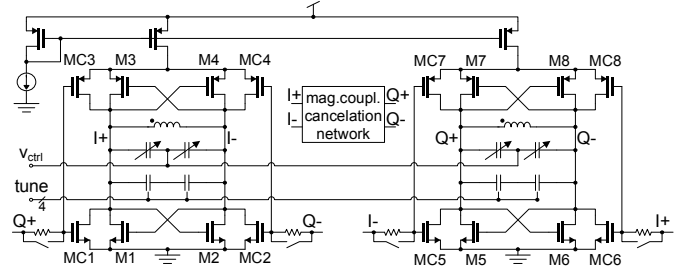 MC3 M3 M4 MC4 MC7 M7 M8 MC8
I+ mag.coupl. Q+
I- cancelation Q-
network
I+ I- Q+ Q-
vctrl
tune
4
Q+ Q- I- I+
MC1 M1 M2 MC2 MC5 M5 M6 MC6